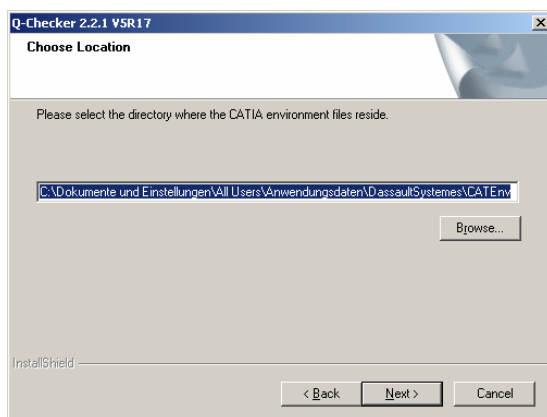 Q-Checker 2.2.1 V5R17
Choose Location
Please select the directory where the CATIA environment files reside.
C:\Dokumente und Einstellungen\All Users\Anwendungsdaten\DassaultSystemes\CATEnv
Browse...
InstallShield
< Back
Next >
Cancel